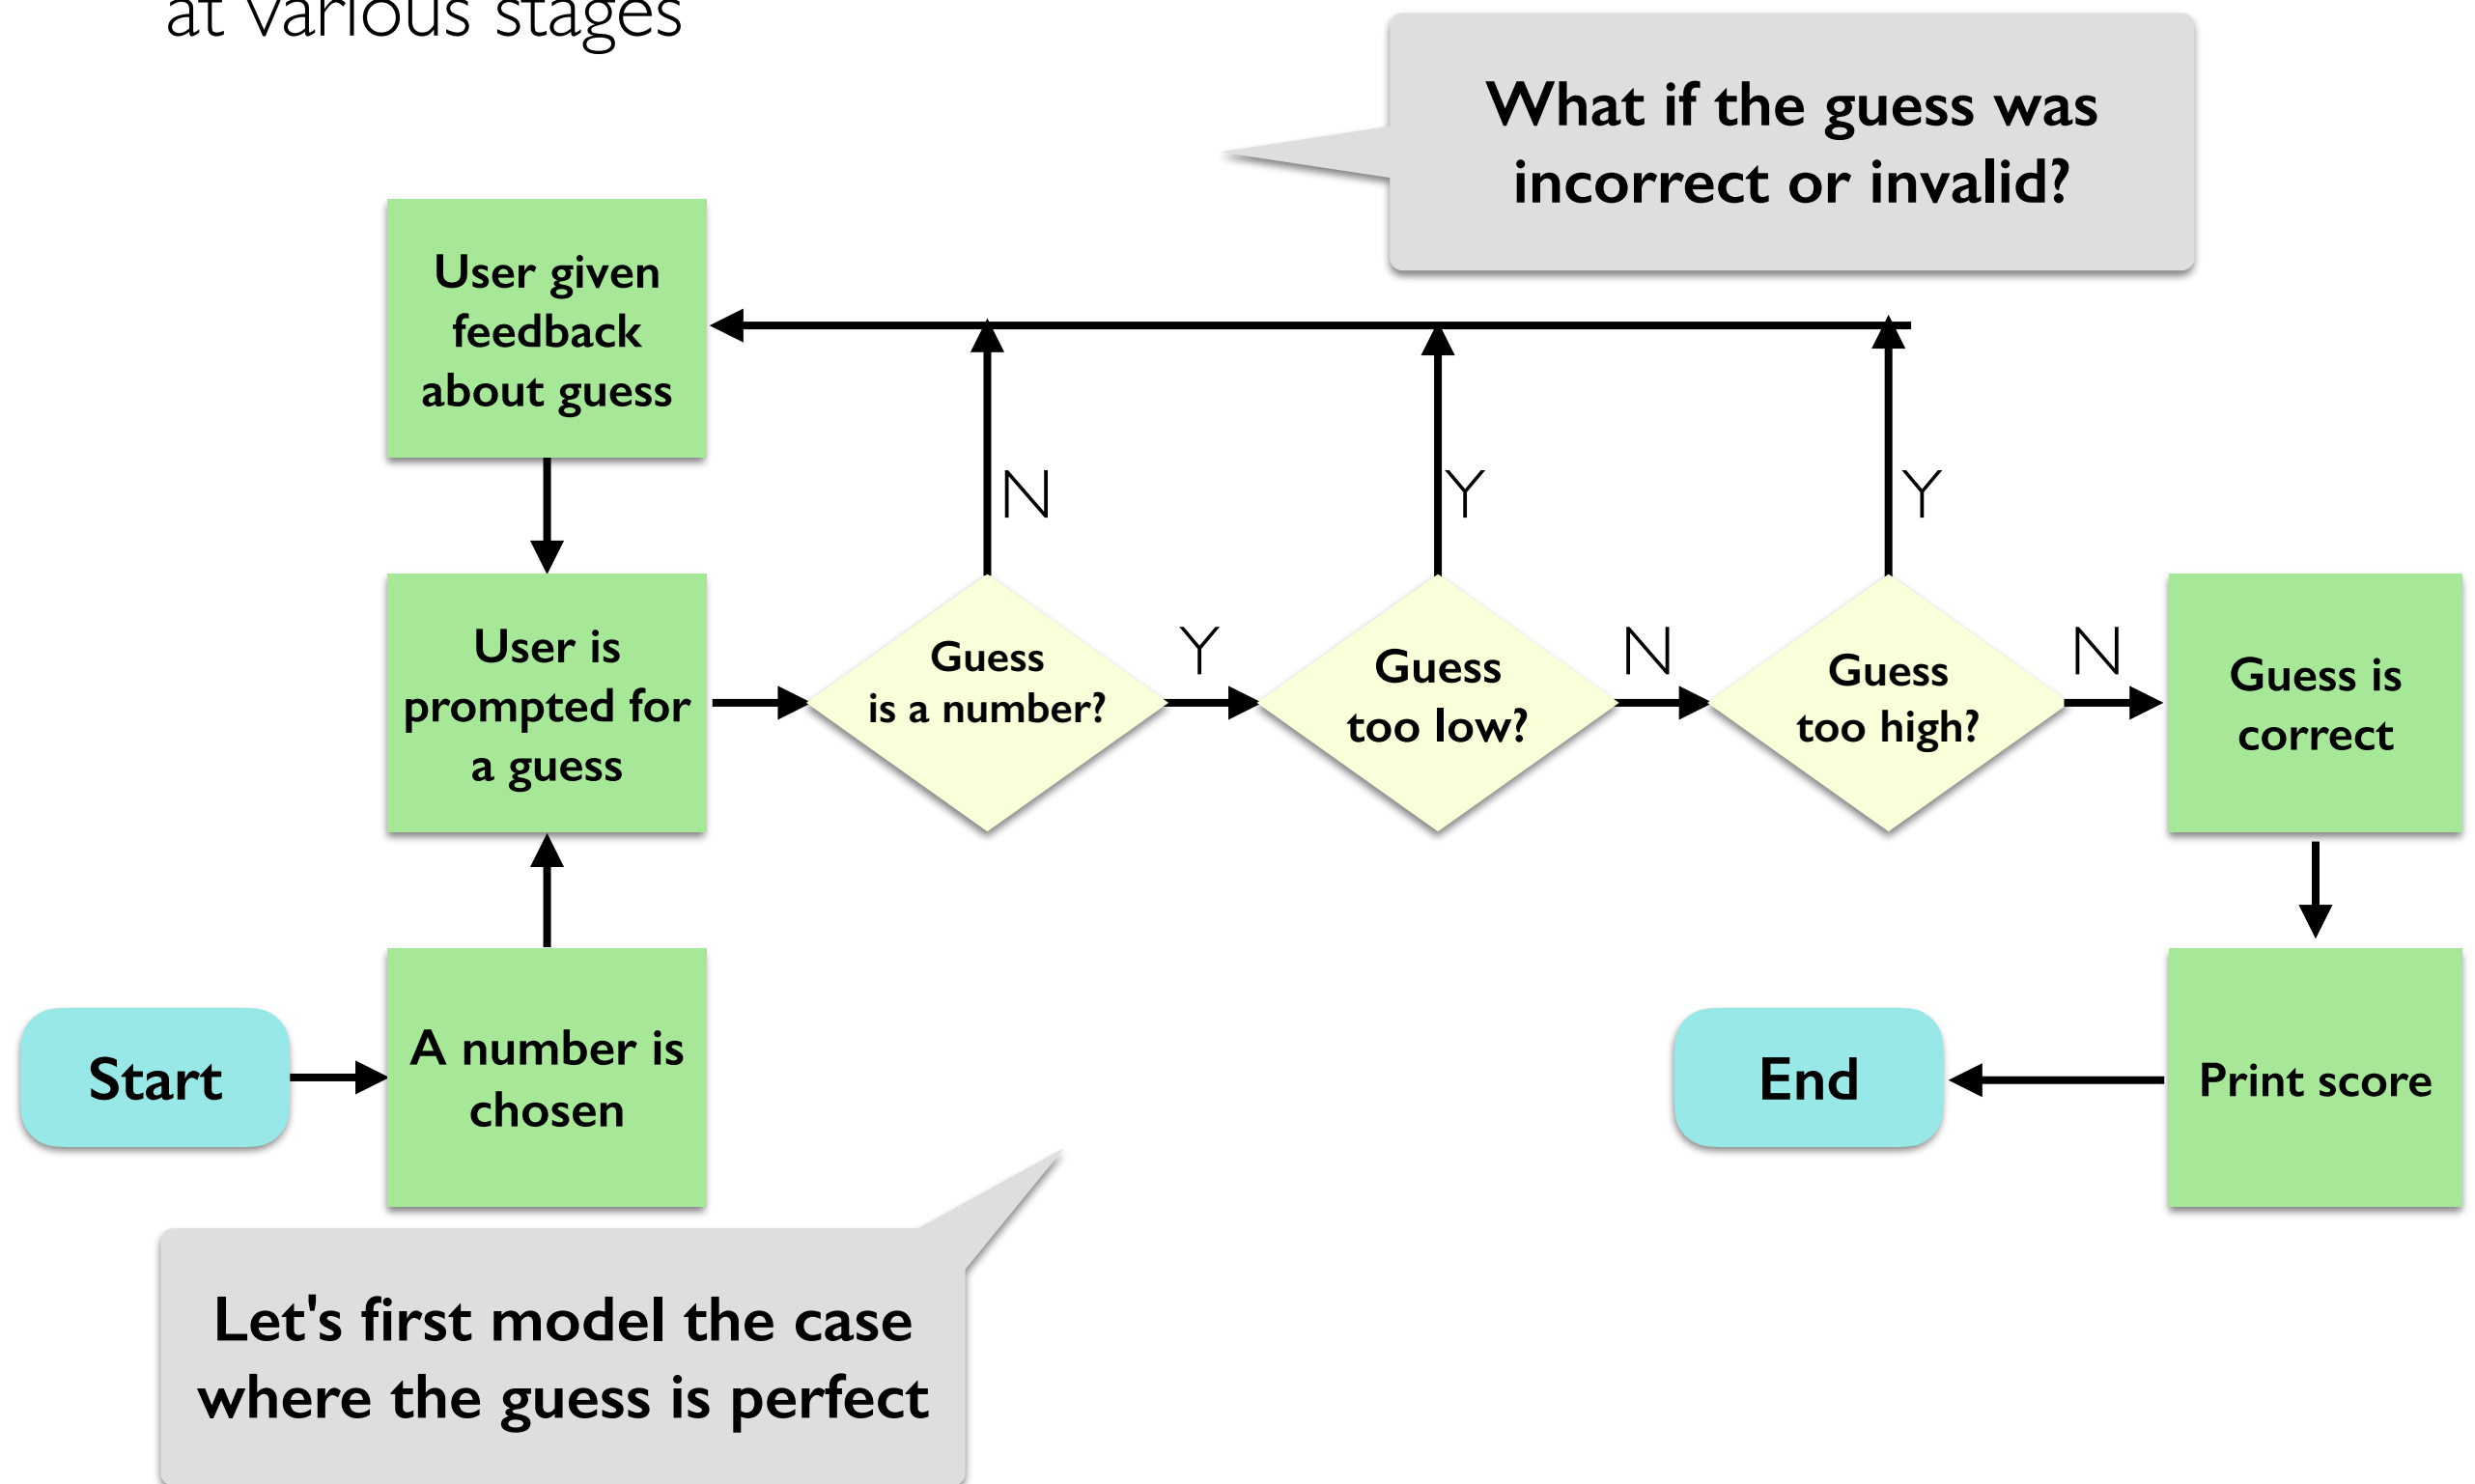 at various stages
What if the guess was
incorrect or invalid?
User given
feedback
about guess
N
Y
Y
User is
prompted for
a guess
Guess
is a number?
Y
Guess
too low?
N
Guess
too high?
N
Guess is
correct
Start
A number is
chosen
End
Print score
Let's first model the case
where the guess is perfect